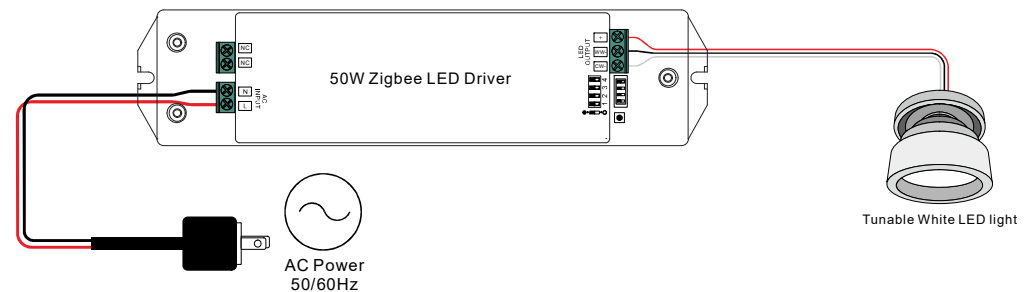 NC
NC
N
L
AC
INPUT
50W Zigbee LED Driver
LED
OUTPUT
+
WW-
CW-
1 2 3 4
AC Power
50/60Hz
Tunable White LED light